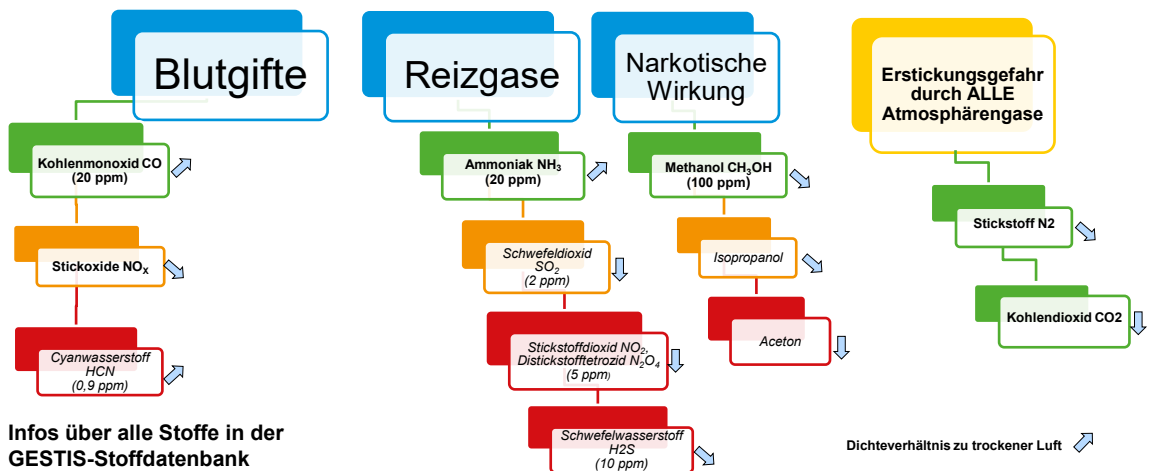 Blutgifte
Kohlenmonoxid CO
(20 ppm)
Stickoxide NOₓ
Cyanwasserstoff
HCN
(0,9 ppm)
Reizgase
Ammoniak NH₃
(20 ppm)
Schwefeldioxid
SO₂
(2 ppm)
Stickstoffdioxid NO₂,
Distickstofftetrozid N₂O₄
(5 ppm)
Schwefelwasserstoff
H2S
(10 ppm)
Narkotische
Wirkung
Methanol CH₃OH
(100 ppm)
Isopropanol
Aceton
Erstickungsgefahr
durch ALLE
Atmosphärengase
Stickstoff N2
Kohlendioxid CO2
Infos über alle Stoffe in der
GESTIS-Stoffdatenbank
Dichteverhältnis zu trockener Luft